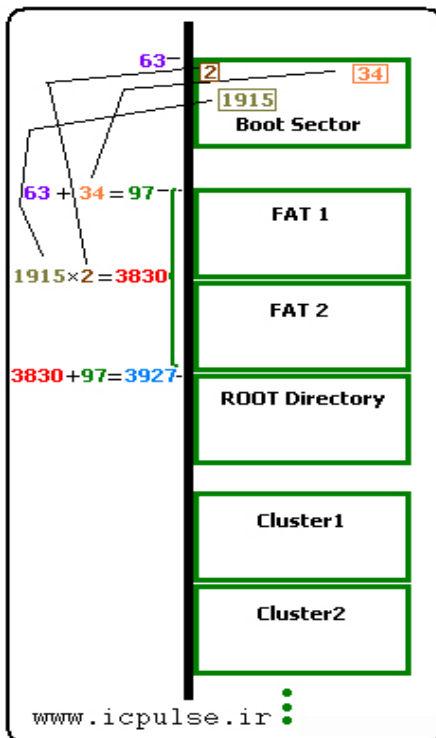 63
2
34
1915
Boot Sector
63 + 34 = 97
FAT 1
1915×2=3830
FAT 2
3830+97=3927
ROOT Directory
Cluster1
Cluster2
www.icpulse.ir